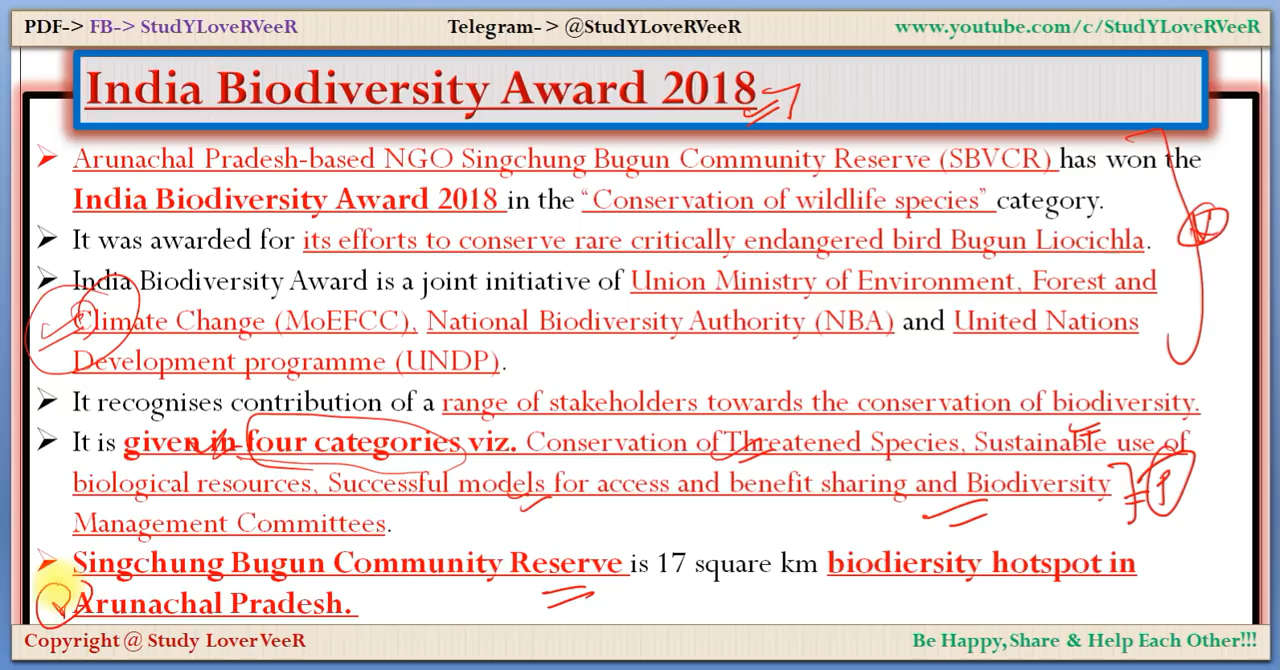 PDF-> FB-> StudYLoveRVeeR Telegram-> @StudYLoveRVeeR www.youtube.com/c/StudYLoveRVeeR
India Biodiversity Award 2018
Arunachal Pradesh-based NGO Singchung Bugun Community Reserve (SBVCR) has won the
India Biodiversity Award 2018 in the “Conservation of wildlife species” category.
It was awarded for its efforts to conserve rare critically endangered bird Bugun Liocichla.
India Biodiversity Award is a joint initiative of Union Ministry of Environment, Forest and
Climate Change (MoEFCC), National Biodiversity Authority (NBA) and United Nations
Development programme (UNDP).
It recognises contribution of a range of stakeholders towards the conservation of biodiversity.
It is given in four categories viz. Conservation of Threatened Species, Sustainable use of
biological resources, Successful models for access and benefit sharing and Biodiversity
Management Committees.
Singchung Bugun Community Reserve is 17 square km biodiersity hotspot in
Arunachal Pradesh.
Copyright @ Study LoverVeeR Be Happy, Share & Help Each Other!!!